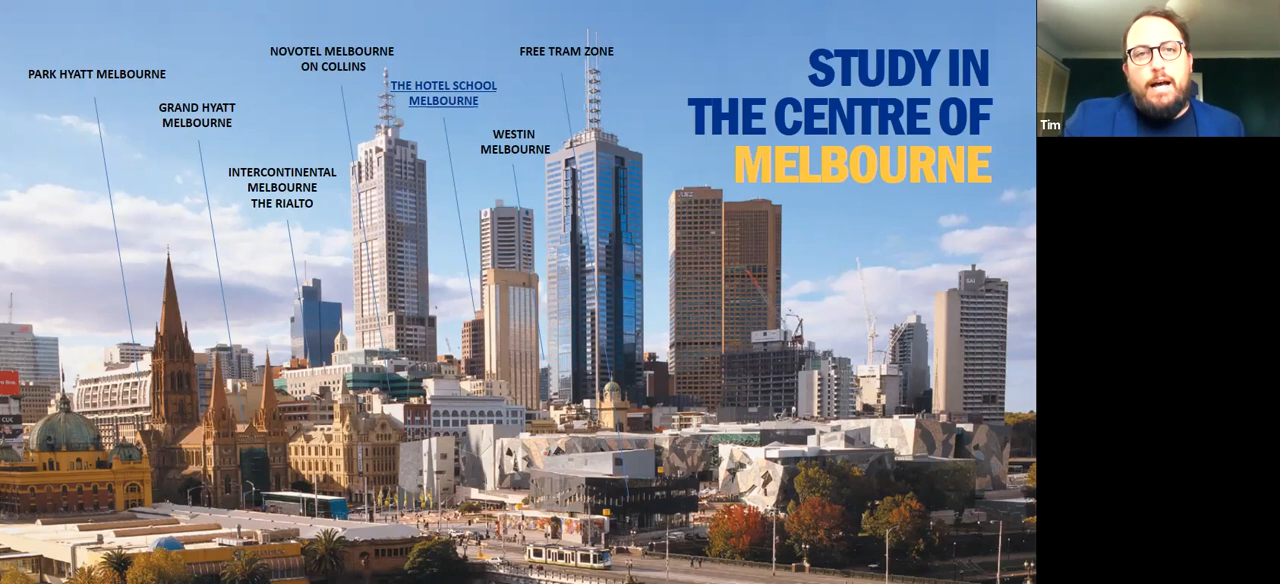 PARK HYATT MELBOURNE
GRAND HYATT
MELBOURNE
INTERCONTINENTAL
MELBOURNE
THE RIALTO
NOVOTEL MELBOURNE
ON COLLINS
THE HOTEL SCHOOL
MELBOURNE
WESTIN
MELBOURNE
FREE TRAM ZONE
STUDY IN
THE CENTRE OF
MELBOURNE
Tim